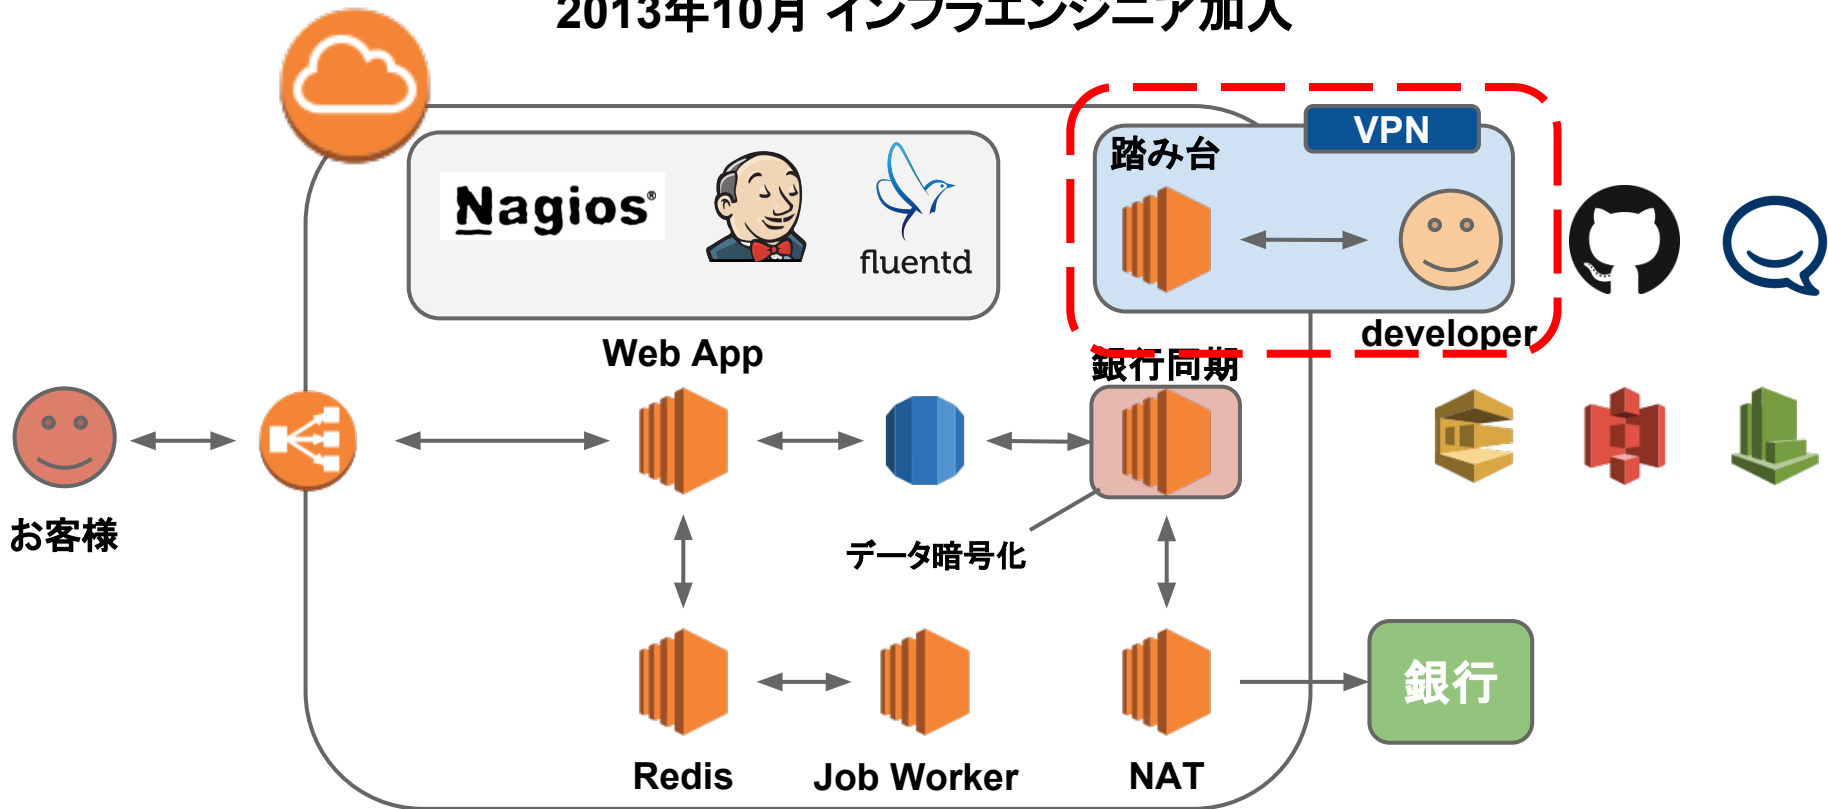 2013年10月 インフラエンジニア加入
VPN
踏み台
Nagios®
fluentd
developer
Web App
銀行同期
お客様
データ暗号化
銀行
Redis
Job Worker
NAT